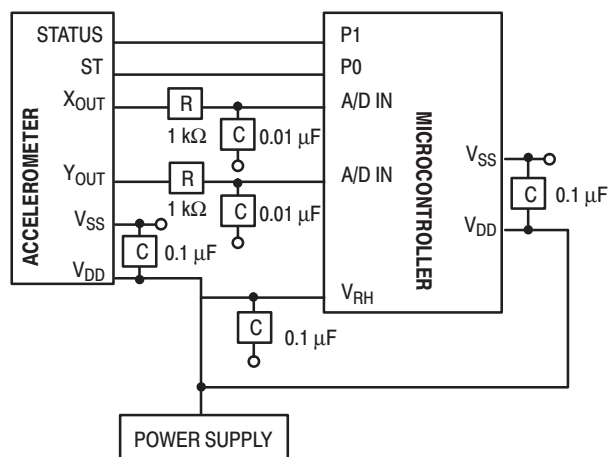 ACCELEROMETER
STATUS
ST
XOUT
YOUT
VSS
VDD
R
1 kΩ
C
0.01 μF
R
1 kΩ
C
0.01 μF
C
0.1 μF
C
0.1 μF
MICROCONTROLLER
P1
P0
A/D IN
A/D IN
VRH
VSS
VDD
C
0.1 μF
POWER SUPPLY